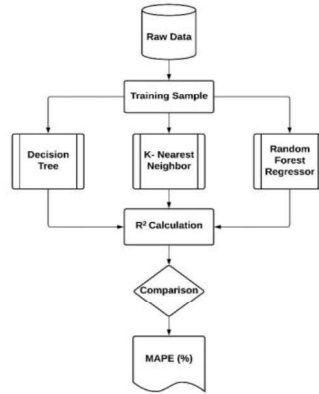 Raw Data
Training Sample
Decision
Tree
K- Nearest
Neighbor
Random
Forest
Regressor
R² Calculation
Comparison
MAPE (%)